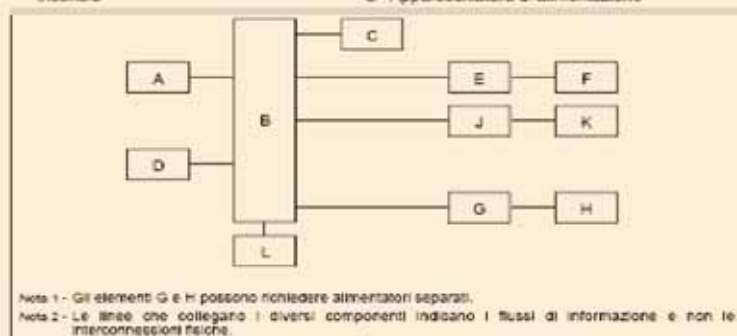 C
A
E
F
B
J
K
D
G
H
L
Nota 1 - Gli elementi G e H possono richiedere alimentatori separati.
Nota 2 - Le linee che collegano i diversi componenti indicano i flussi di informazione e non le
interconnessioni fisiche.